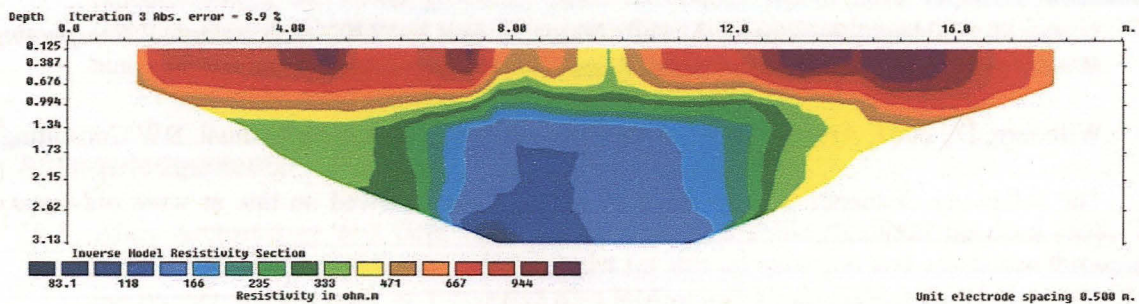 Depth Iteration 3 Abs. error = 8.9 %
0.0 4.00 8.00 12.0 16.0 m.
0.125
0.387
0.676
0.994
1.34
1.73
2.15
2.62
3.13
Inverse Model Resistivity Section
83.1 118 166 235 333 471 667 944
Resistivity in ohm.m
Unit electrode spacing 0.500 m.